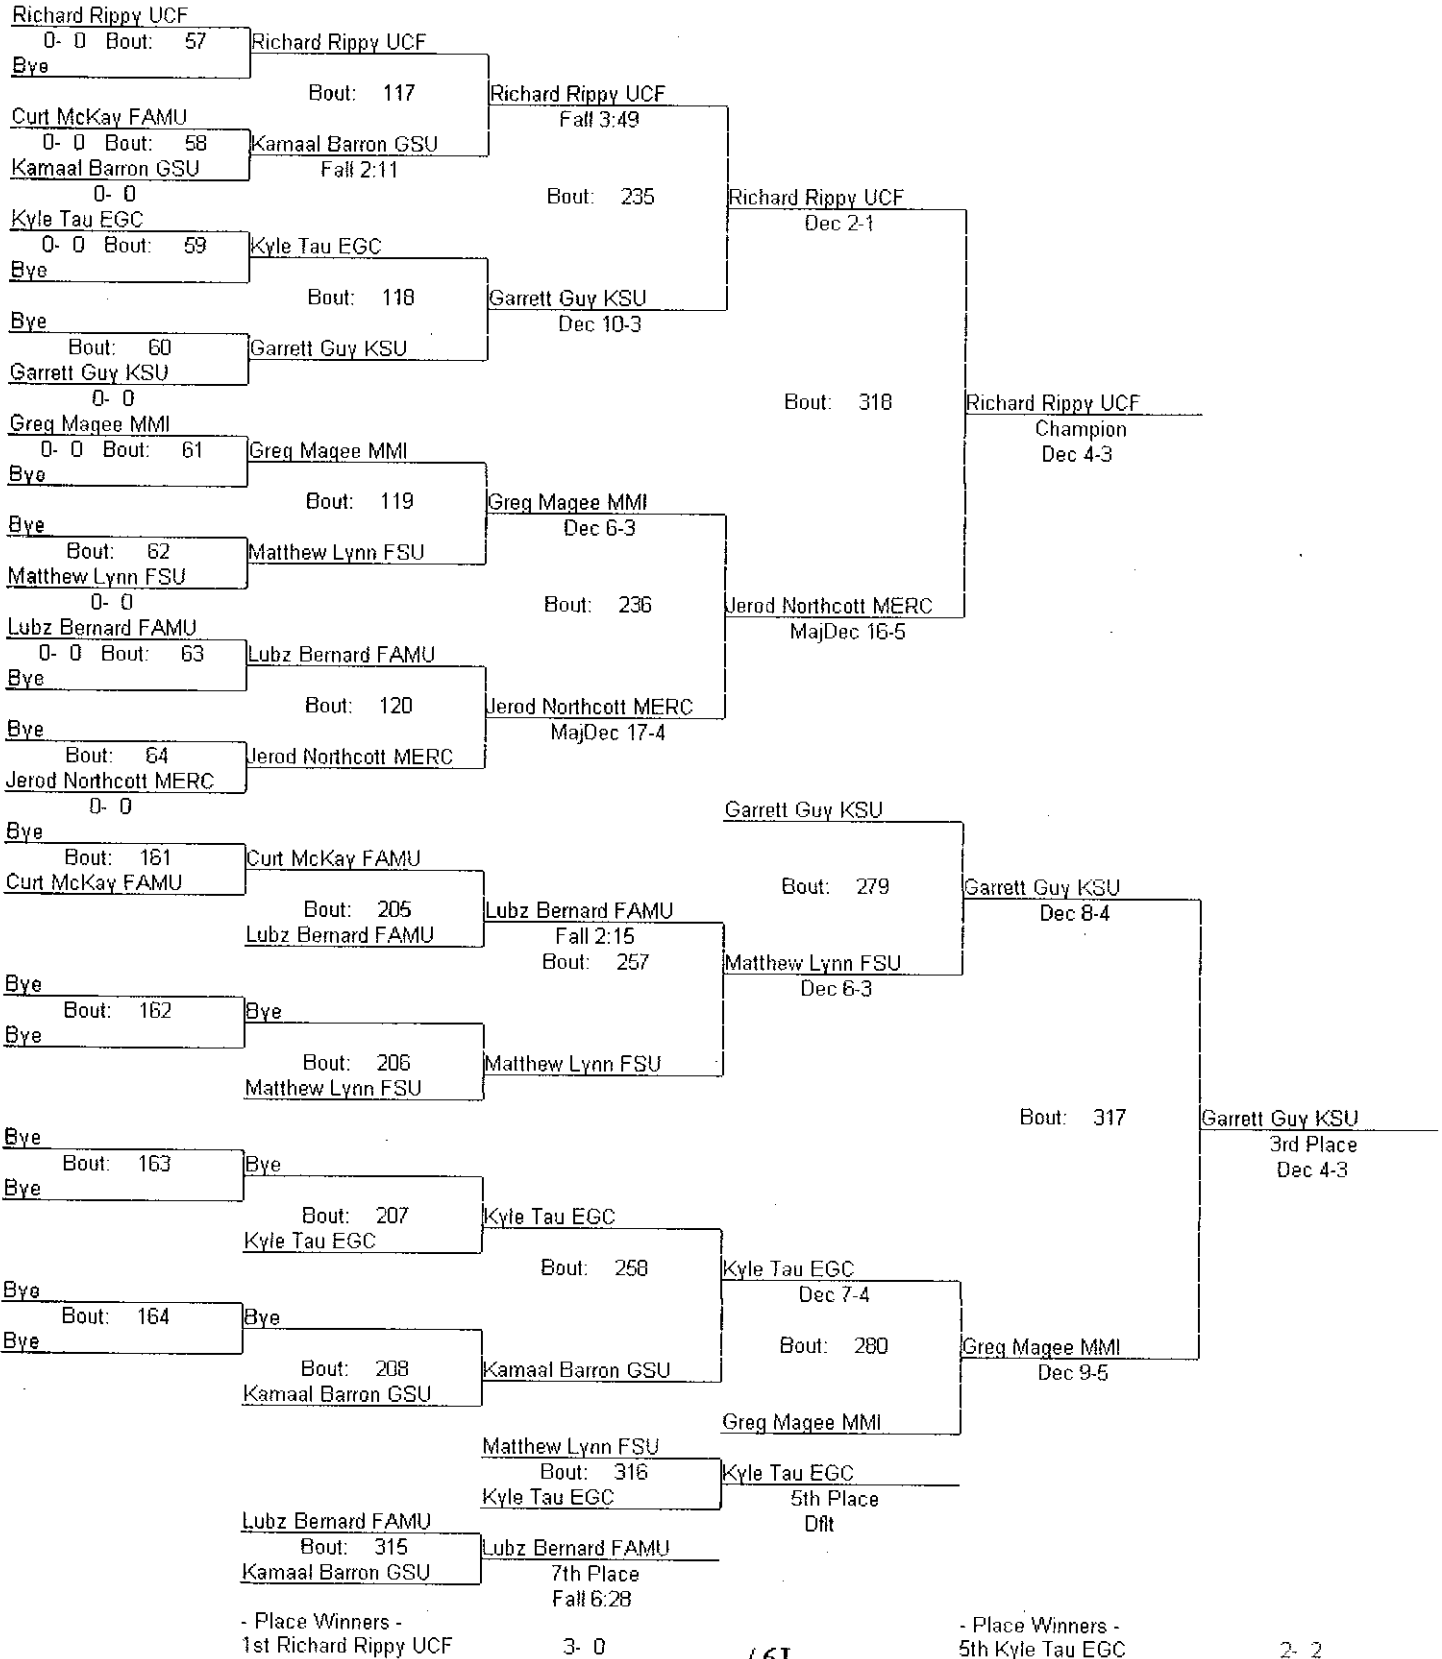 Richard Rippy UCF
0- 0 Bout: 57
Richard Rippy UCF
Bye
Bout: 117
Richard Rippy UCF
Curt McKay FAMU
Fall 3:49
0- 0 Bout: 58
Kamaal Barron GSU
Kamaal Barron GSU
Fall 2:11
0- 0
Bout: 235
Richard Rippy UCF
Kyle Tau EGC
Dec 2-1
0- 0 Bout: 59
Kyle Tau EGC
Bye
Bout: 118
Garrett Guy KSU
Bye
Dec 10-3
Bout: 60
Garrett Guy KSU
Garrett Guy KSU
0- 0
Bout: 318
Richard Rippy UCF
Greg Magee MMI
Champion
0- 0 Bout: 61
Greg Magee MMI
Dec 4-3
Bye
Bout: 119
Greg Magee MMI
Bye
Dec 6-3
Bout: 62
Matthew Lynn FSU
Matthew Lynn FSU
0- 0
Bout: 236
Jerod Northcott MERC
Lubz Bernard FAMU
MajDec 16-5
0- 0 Bout: 63
Lubz Bernard FAMU
Bye
Bout: 120
Jerod Northcott MERC
Bye
MajDec 17-4
Bout: 64
Jerod Northcott MERC
Jerod Northcott MERC
0- 0
Garrett Guy KSU
Bye
Bout: 161
Curt McKay FAMU
Curt McKay FAMU
Bout: 279
Garrett Guy KSU
Bout: 205
Lubz Bernard FAMU
Dec 8-4
Lubz Bernard FAMU
Fall 2:15
Bout: 257
Matthew Lynn FSU
Bye
Dec 6-3
Bout: 162
Bye
Bye
Bout: 206
Matthew Lynn FSU
Matthew Lynn FSU
Bout: 317
Garrett Guy KSU
Bye
3rd Place
Bout: 163
Bye
Dec 4-3
Bye
Bout: 207
Kyle Tau EGC
Kyle Tau EGC
Bout: 258
Kyle Tau EGC
Bye
Dec 7-4
Bout: 164
Bye
Bye
Bout: 280
Greg Magee MMI
Bout: 208
Kamaal Barron GSU
Dec 9-5
Kamaal Barron GSU
Greg Magee MMI
Matthew Lynn FSU
Bout: 316
Kyle Tau EGC
Kyle Tau EGC
5th Place
Dflt
Lubz Bernard FAMU
Bout: 315
Lubz Bernard FAMU
Kamaal Barron GSU
7th Place
Fall 6:28
- Place Winners -
1st Richard Rippy UCF 3- 0
- Place Winners -
5th Kyle Tau EGC 2- 2